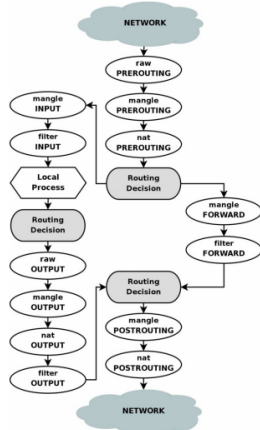 NETWORK
raw
PREROUTING
mangle
PREROUTING
nat
PREROUTING
Routing
Decision
mangle
INPUT
filter
INPUT
Local
Process
Routing
Decision
raw
OUTPUT
mangle
OUTPUT
nat
OUTPUT
filter
OUTPUT
mangle
FORWARD
filter
FORWARD
Routing
Decision
mangle
POSTROUTING
nat
POSTROUTING
NETWORK